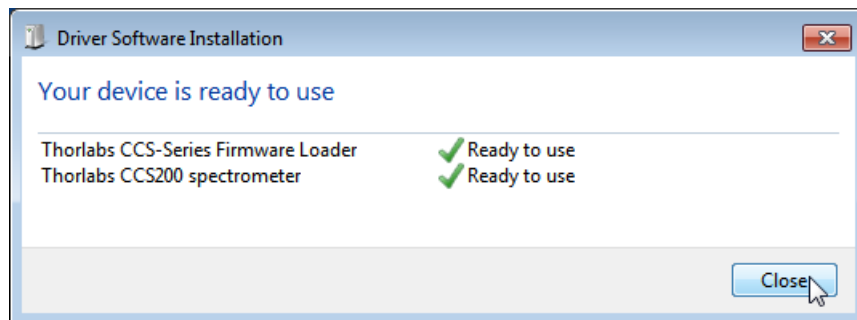 Driver Software Installation
Your device is ready to use
Thorlabs CCS-Series Firmware Loader Ready to use
Thorlabs CCS200 spectrometer Ready to use
Close